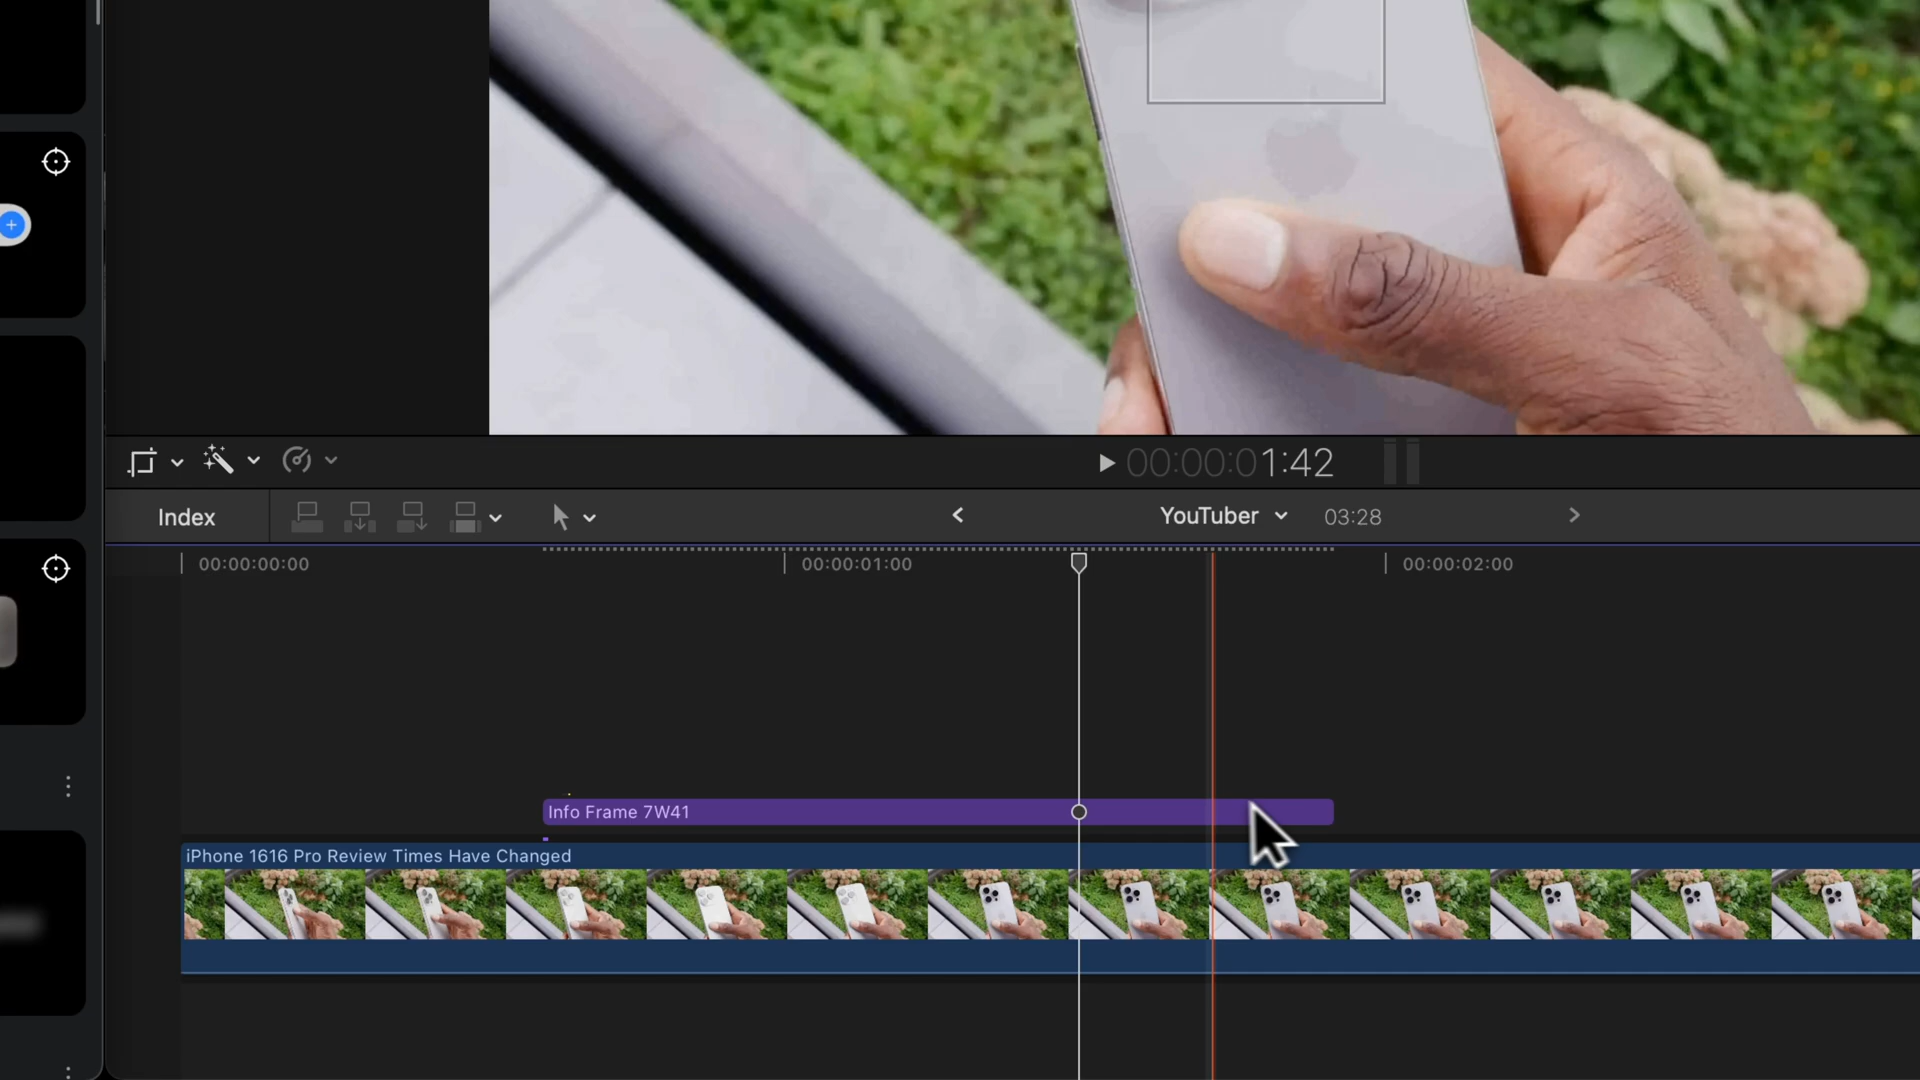 00:00:01:42
Index
YouTuber
03:28
00:00:00:00
00:00:01:00
00:00:02:00
Info Frame 7W41
iPhone 1616 Pro Review Times Have Changed